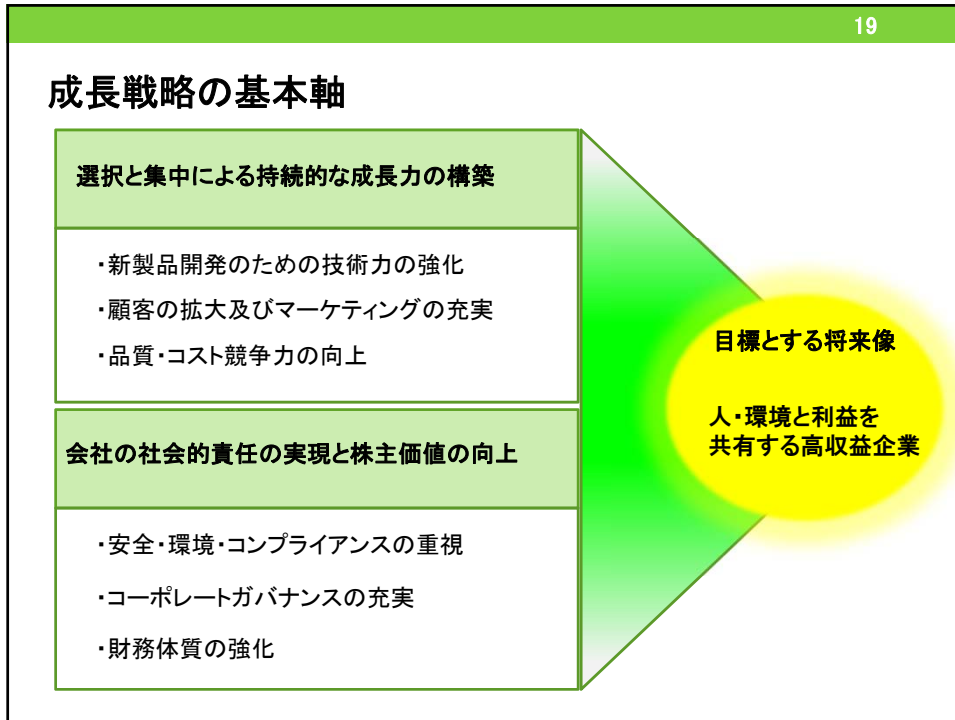 19
成長戦略の基本軸
選択と集中による持続的な成長力の構築
・新製品開発のための技術力の強化
・顧客の拡大及びマーケティングの充実
・品質・コスト競争力の向上
会社の社会的責任の実現と株主価値の向上
・安全・環境・コンプライアンスの重視
・コーポレートガバナンスの充実
・財務体質の強化
目標とする将来像
人・環境と利益を
共有する高収益企業